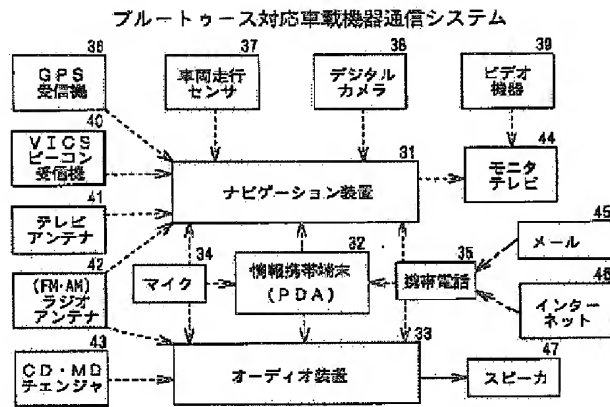 ブルートゥース対応車載機器通信システム
36
GPS
受信機
37
車両走行
センサ
38
デジタル
カメラ
39
ビデオ
機器
40
VICS
ビーコン
受信機
31
ナビゲーション装置
44
モニタ
テレビ
41
テレビ
アンテナ
42
(FM・AM)
ラジオ
アンテナ
34
マイク
32
情報携帯端末
(PDA)
35
携帯電話
45
メール
46
インター
ネット
43
CD・MD
チェンジャ
33
オーディオ装置
47
スピーカ